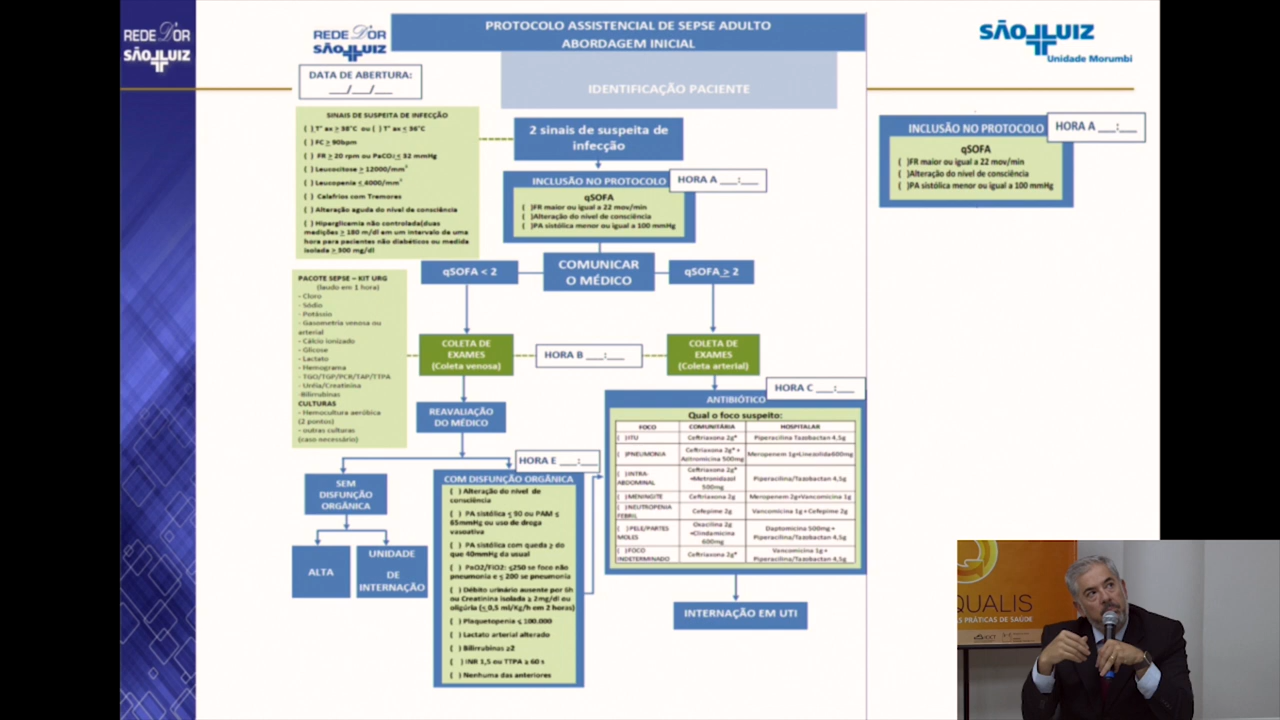 REDE D'OR
SÃO LUIZ
REDE D'OR
SÃO LUIZ
PROTOCOLO ASSISTENCIAL DE SEPSE ADULTO
ABORDAGEM INICIAL
SÃO LUIZ
Unidade Morumbi
DATA DE ABERTURA:
___/___/___
IDENTIFICAÇÃO PACIENTE
SINAIS DE SUSPEITA DE INFECÇÃO
( ) T° ax ≥ 38°C ou ( ) T° ax ≤ 36°C
( ) FC ≥ 90bpm
( ) FR ≥ 20 rpm ou PaCO2 ≤ 32 mmHg
( ) Leucocitose ≥ 12000/mm³
( ) Leucopenia ≤ 4000/mm³
( ) Calafrios com Tremores
( ) Alteração aguda do nível de consciência
( ) Hiperglicemia não controlada(duas
medições ≥ 180 m/dl em um intervalo de uma
hora para pacientes não diabéticos ou medida
isolada ≥ 300 mg/dl
2 sinais de suspeita de
infecção
INCLUSÃO NO PROTOCOLO
HORA A ___:___
qSOFA
( )FR maior ou igual a 22 mov/min
( )Alteração do nível de consciência
( )PA sistólica menor ou igual a 100 mmHg
INCLUSÃO NO PROTOCOLO
HORA A ___:___
qSOFA
( )FR maior ou igual a 22 mov/min
( )Alteração do nível de consciência
( )PA sistólica menor ou igual a 100 mmHg
qSOFA < 2
COMUNICAR
O MÉDICO
qSOFA ≥ 2
PACOTE SEPSE – KIT URG
(laudo em 1 hora)
- Cloro
- Sódio
- Potássio
- Gasometria venosa ou
arterial
- Cálcio ionizado
- Glicose
- Lactato
- Hemograma
- TGO/TGP/PCR/TAP/TTPA
- Uréia/Creatinina
-Bilirrubinas
CULTURAS
- Hemocultura aeróbica
(2 pontos)
- outras culturas
(caso necessário)
COLETA DE
EXAMES
(Coleta venosa)
HORA B ___:___
COLETA DE
EXAMES
(Coleta arterial)
REAVALIAÇÃO
DO MÉDICO
HORA C ___:___
ANTIBIÓTICO
Qual o foco suspeito:
FOCO COMUNITÁRIA HOSPITALAR
( )ITU Ceftriaxona 2g* Piperacilina Tazobactan 4,5g
( )PNEUMONIA Ceftriaxona 2g* + Azitromicina 500mg Meropenem 1g+Linezolida600mg
( )INTRA-ABDOMINAL Ceftriaxona 2g* +Metronidazol 500mg Piperacilina/Tazobactan 4,5g
( )MENINGITE Ceftriaxona 2g Meropenem 2g+Vancomicina 1g
( )NEUTROPENIA FEBRIL Cefepime 2g Vancomicina 1g + Cefepime 2g
( )PELE/PARTES MOLES Oxacilina 2g +Clindamicina 600mg Daptomicina 500mg + Piperacilina/Tazobactan 4,5g
( )FOCO INDETERMINADO Ceftriaxona 2g* Vancomicina 1g + Piperacilina/Tazobactan 4,5g
INTERNAÇÃO EM UTI
HORA E ___:___
SEM
DISFUNÇÃO
ORGÂNICA
ALTA
UNIDADE
DE
INTERNAÇÃO
COM DISFUNÇÃO ORGÂNICA
( ) Alteração do nível de
consciência
( ) PA sistólica ≤ 90 ou PAM ≤
65mmHg ou uso de droga
vasoativa
( ) PA sistólica com queda ≥ do
que 40mmHg da usual
( ) PaO2/FiO2: ≤250 se foco não
pneumonia e ≤ 200 se pneumonia
( ) Débito urinário ausente por 6h
ou Creatinina isolada ≥ 2mg/dl ou
oligúria (≤ 0,5 ml/Kg/h em 2 horas)
( ) Plaquetopenia ≤ 100.000
( ) Lactato arterial alterado
( ) Bilirrubinas ≥2
( ) INR 1,5 ou TTPA ≥ 60 s
( ) Nenhuma das anteriores
QUALIS
AS PRÁTICAS DE SAÚDE